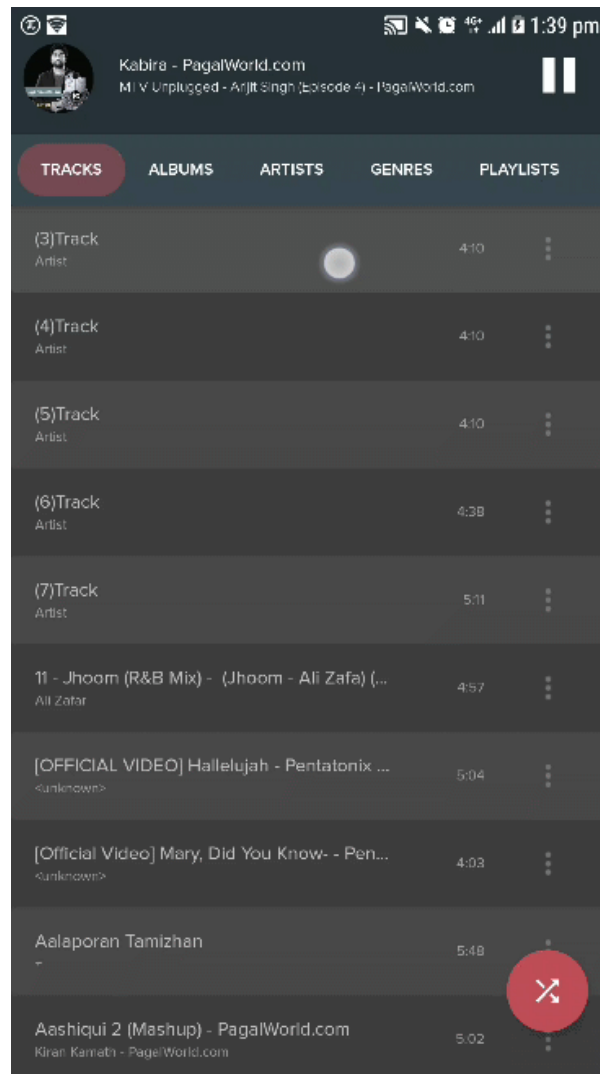 1:39 pm
Kabira - PagalWorld.com
MTV Unplugged - Arijit Singh (Episode 4) - PagalWorld.com
TRACKS ALBUMS ARTISTS GENRES PLAYLISTS
(3)Track
Artist
4:10
(4)Track
Artist
4:10
(5)Track
Artist
4:10
(6)Track
Artist
4:38
(7)Track
Artist
5:11
11 - Jhoom (R&B Mix) - (Jhoom - Ali Zafa) (...
Ali Zafar
4:57
[OFFICIAL VIDEO] Hallelujah - Pentatonix ...
<unknown>
5:04
[Official Video] Mary, Did You Know- - Pen...
<unknown>
4:03
Aalaporan Tamizhan
-
5:48
Aashiqui 2 (Mashup) - PagalWorld.com
Kiran Kamath - PagalWorld.com
5:02